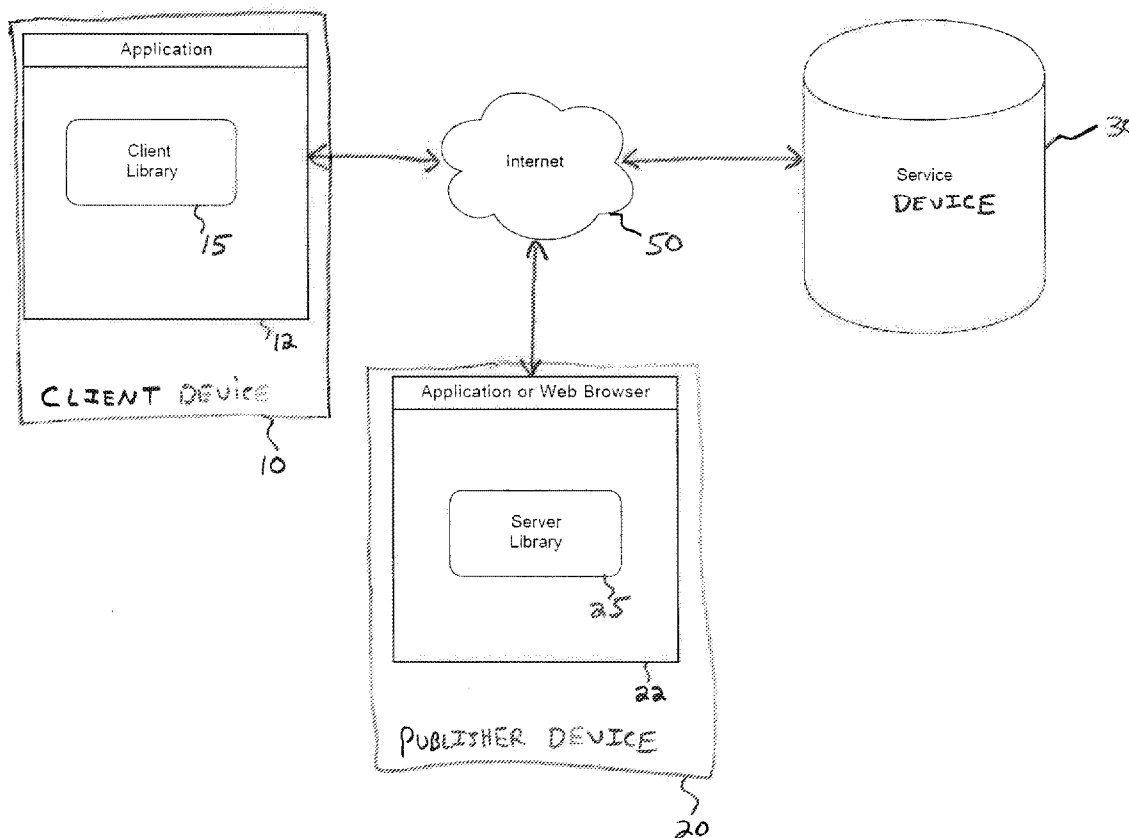 Application
Client
Library
15
12
CLIENT DEVICE
10
Internet
50
Service
DEVICE
Application or Web Browser
Server
Library
25
22
PUBLISHER DEVICE
20